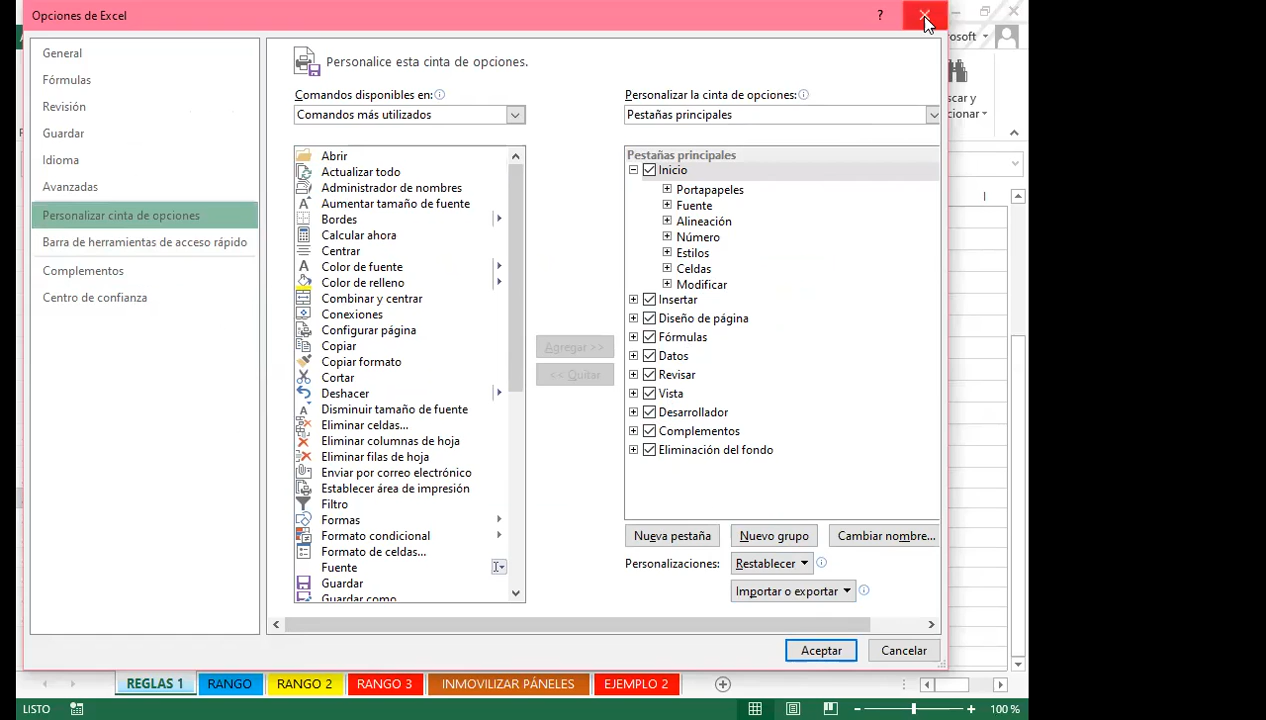 Opciones de Excel
?
rosoft
General
Fórmulas
Revisión
Guardar
Idioma
Avanzadas
Personalizar cinta de opciones
Barra de herramientas de acceso rápido
Complementos
Centro de confianza
Personalice esta cinta de opciones.
Comandos disponibles en:
Comandos más utilizados
Abrir
Actualizar todo
Administrador de nombres
Aumentar tamaño de fuente
Bordes
Calcular ahora
Centrar
Color de fuente
Color de relleno
Combinar y centrar
Conexiones
Configurar página
Copiar
Copiar formato
Cortar
Deshacer
Disminuir tamaño de fuente
Eliminar celdas...
Eliminar columnas de hoja
Eliminar filas de hoja
Enviar por correo electrónico
Establecer área de impresión
Filtro
Formas
Formato condicional
Formato de celdas...
Fuente
Guardar
Guardar como
Agregar >>
<< Quitar
Personalizar la cinta de opciones:
Pestañas principales
Pestañas principales
Inicio
Portapapeles
Fuente
Alineación
Número
Estilos
Celdas
Modificar
Insertar
Diseño de página
Fórmulas
Datos
Revisar
Vista
Desarrollador
Complementos
Eliminación del fondo
Nueva pestaña
Nuevo grupo
Cambiar nombre...
Personalizaciones:
Restablecer
Importar o exportar
Aceptar
Cancelar
scar y
cionar
I
REGLAS 1
RANGO
RANGO 2
RANGO 3
INMOVILIZAR PÁNELES
EJEMPLO 2
LISTO
100 %